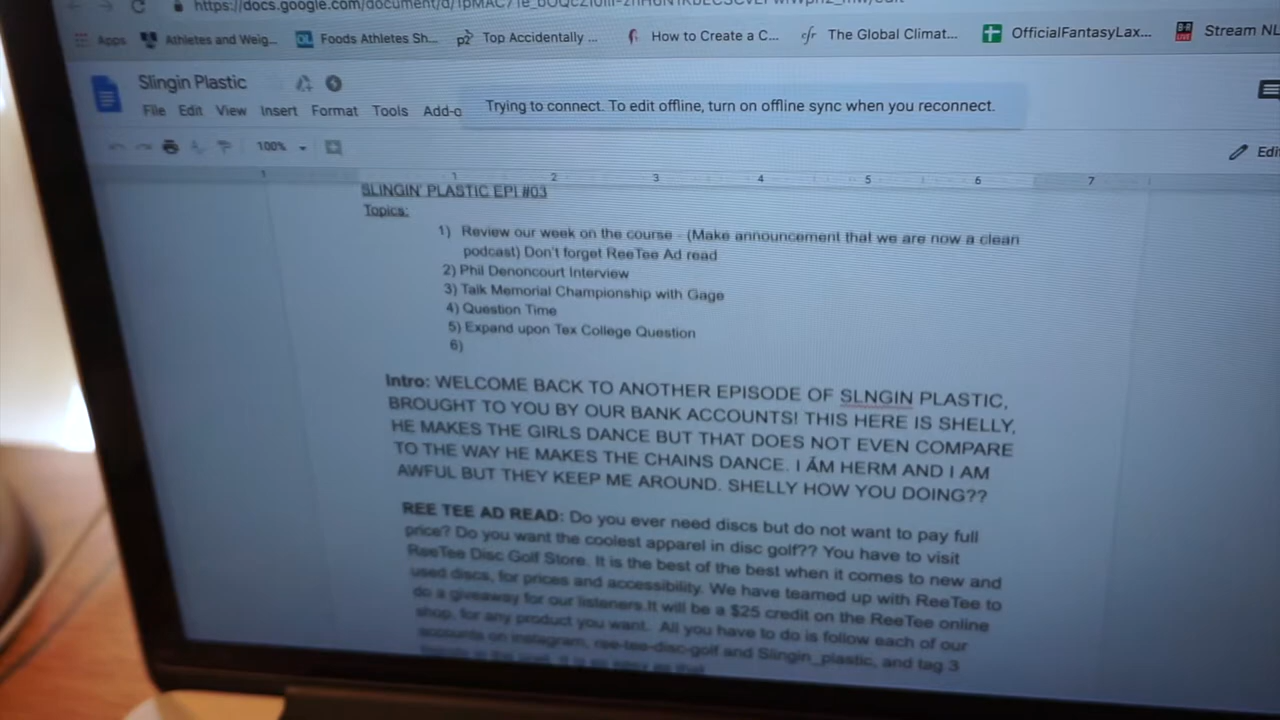 Apps Athletes and Weig... Foods Athletes Sh... Top Accidentally ... How to Create a C... The Global Climat... OfficialFantasyLax... Stream NL
Slingin Plastic
File Edit View Insert Format Tools Add-o
Trying to connect. To edit offline, turn on offline sync when you reconnect.
100% Edi
1 1 2 3 4 5 6 7
SLINGIN' PLASTIC EPI #03
Topics:
1) Review our week on the course - (Make announcement that we are now a clean
podcast) Don't forget ReeTee Ad read
2) Phil Denoncourt Interview
3) Talk Memorial Championship with Gage
4) Question Time
5) Expand upon Tex College Question
6)
Intro: WELCOME BACK TO ANOTHER EPISODE OF SLNGIN PLASTIC,
BROUGHT TO YOU BY OUR BANK ACCOUNTS! THIS HERE IS SHELLY,
HE MAKES THE GIRLS DANCE BUT THAT DOES NOT EVEN COMPARE
TO THE WAY HE MAKES THE CHAINS DANCE. I AM HERM AND I AM
AWFUL BUT THEY KEEP ME AROUND. SHELLY HOW YOU DOING??
REE TEE AD READ: Do you ever need discs but do not want to pay full
price? Do you want the coolest apparel in disc golf?? You have to visit
ReeTee Disc Golf Store. It is the best of the best when it comes to new and
used discs, for prices and accessibility. We have teamed up with ReeTee to
do a giveaway for our listeners.It will be a $25 credit on the ReeTee online
shop, for any product you want. All you have to do is follow each of our
accounts on instagram, ree-tee-disc-golf and Slingin_plastic, and tag 3